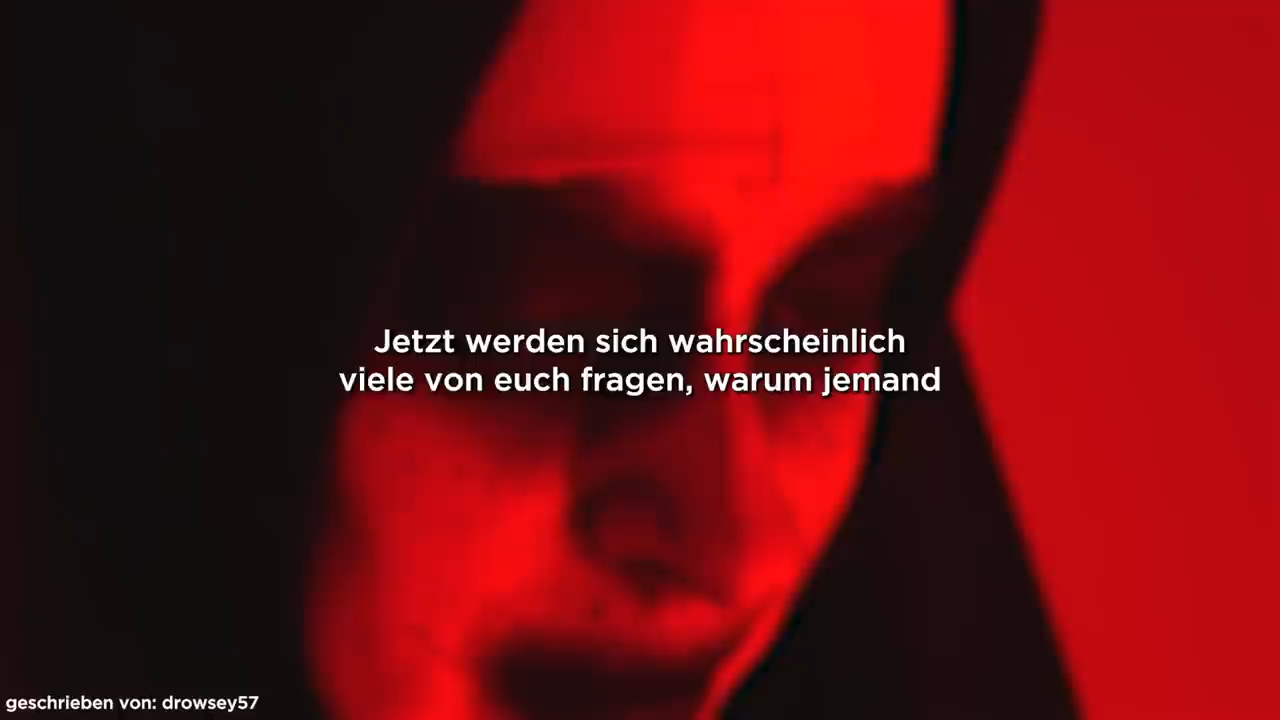 Jetzt werden sich wahrscheinlich
viele von euch fragen, warum jemand
geschrieben von: drowsey57